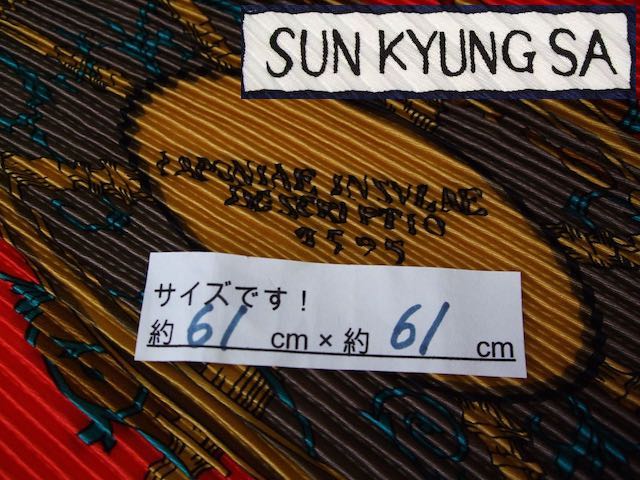 SUN KYUNG SA
IAPONIAE INSVLAE
DESCRIPTIO
1595
サイズです！
約 61 cm × 約 61 cm